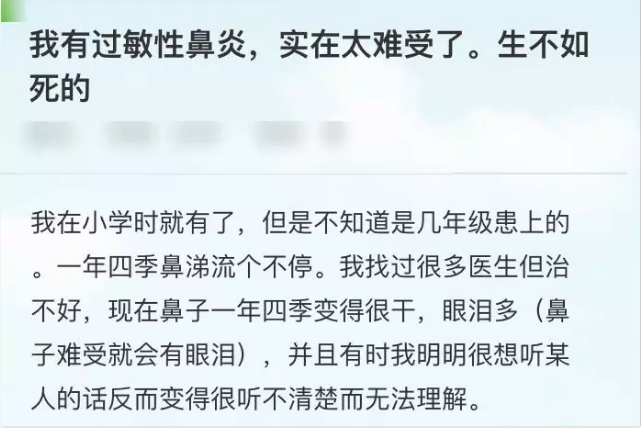 我有过敏性鼻炎，实在太难受了。生不如
死的
我在小学时就有了，但是不知道是几年级患上的
。一年四季鼻涕流个不停。我找过很多医生但治
不好，现在鼻子一年四季变得很干，眼泪多（鼻
子难受就会有眼泪），并且有时我明明很想听某
人的话反而变得很听不清楚而无法理解。